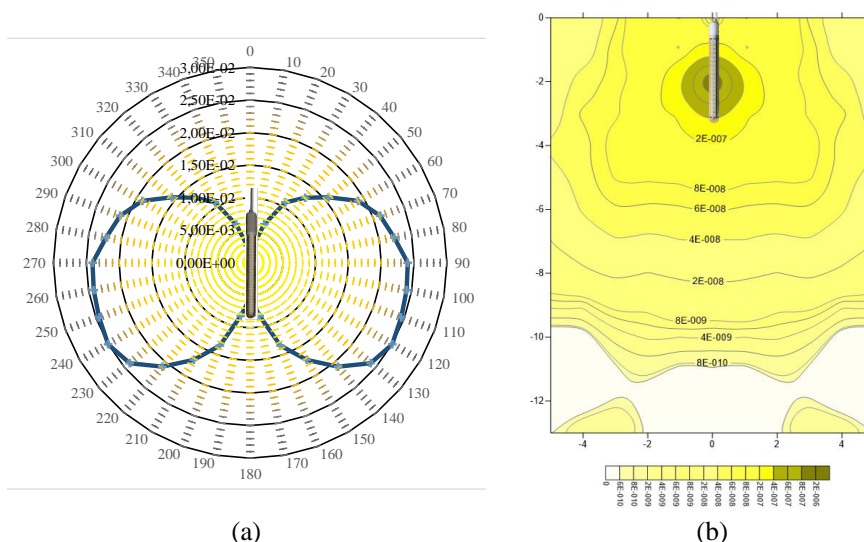 0
10
20
30
40
50
60
70
80
90
100
110
120
130
140
150
160
170
180
190
200
210
220
230
240
250
260
270
280
290
300
310
320
330
340
350
3,00E-02
2,50E-02
2,00E-02
1,50E-02
1,00E-02
5,00E-03
0,00E+00
(a)
0
-2
-4
-6
-8
-10
-12
2E-007
8E-008
6E-008
4E-008
2E-008
8E-009
4E-009
8E-010
-4
-2
0
2
4
0
6E-010
8E-010
2E-009
4E-009
6E-009
8E-009
2E-008
4E-008
6E-008
8E-008
2E-007
4E-007
6E-007
8E-007
2E-006
(b)